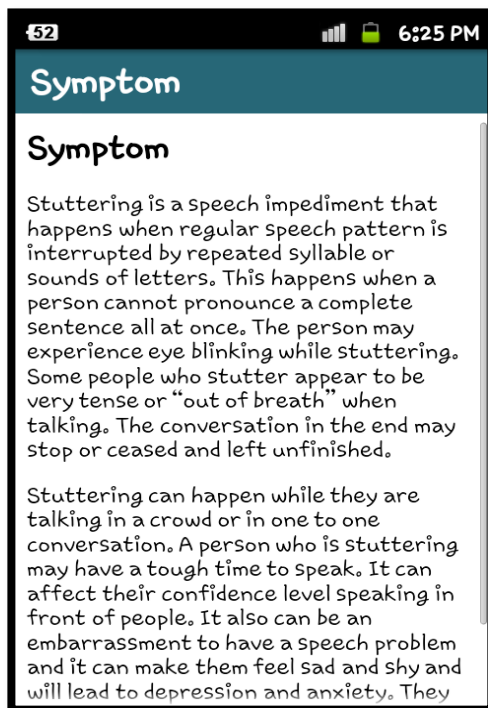 52
6:25 PM
Symptom
Symptom
Stuttering is a speech impediment that
happens when regular speech pattern is
interrupted by repeated syllable or
sounds of letters. This happens when a
person cannot pronounce a complete
sentence all at once. The person may
experience eye blinking while stuttering.
Some people who stutter appear to be
very tense or “out of breath” when
talking. The conversation in the end may
stop or ceased and left unfinished.
Stuttering can happen while they are
talking in a crowd or in one to one
conversation. A person who is stuttering
may have a tough time to speak. It can
affect their confidence level speaking in
front of people. It also can be an
embarrassment to have a speech problem
and it can make them feel sad and shy and
will lead to depression and anxiety. They